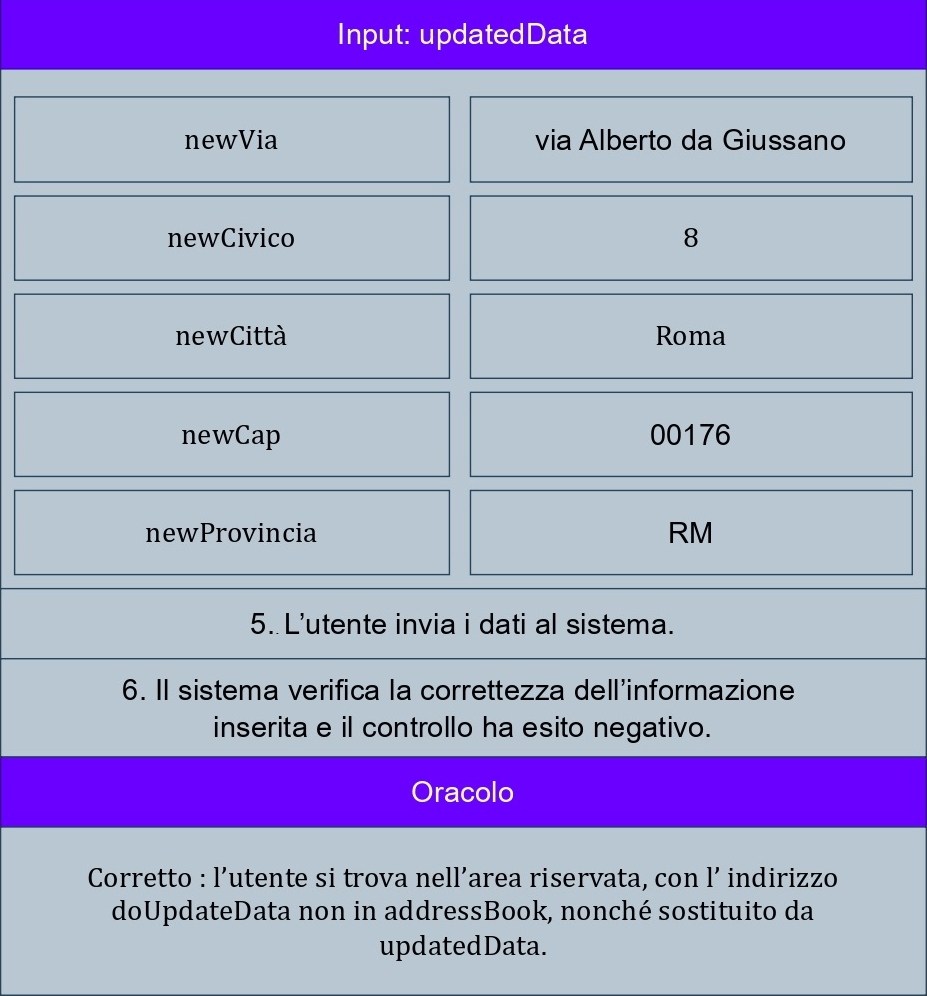 Input: updatedData
newVia
via Alberto da Giussano
newCivico
8
newCittà
Roma
newCap
00176
newProvincia
RM
5.. L’utente invia i dati al sistema.
6. Il sistema verifica la correttezza dell’informazione
inserita e il controllo ha esito negativo.
Oracolo
Corretto : l’utente si trova nell’area riservata, con l’ indirizzo
doUpdateData non in addressBook, nonché sostituito da
updatedData.